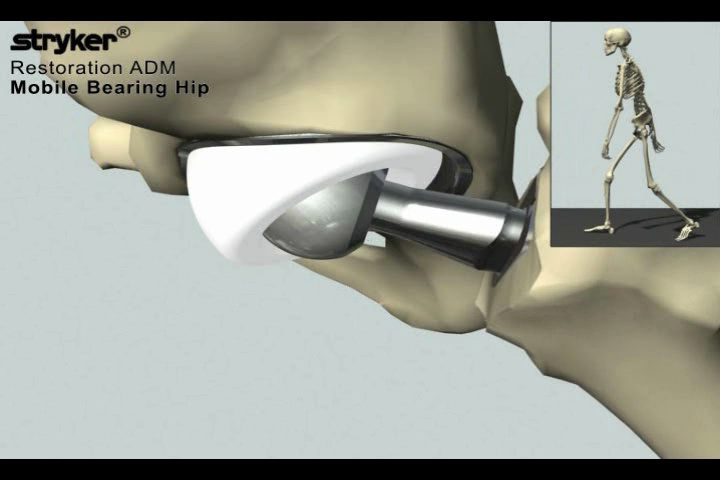 stryker®
Restoration ADM
Mobile Bearing Hip